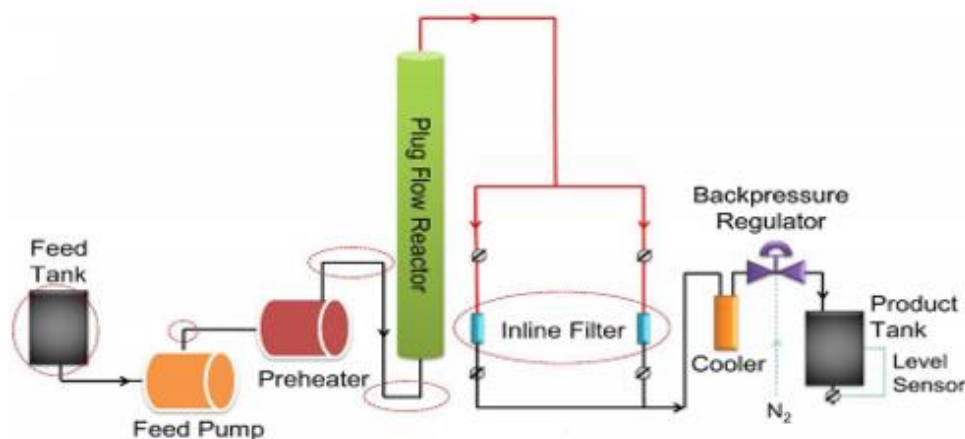 Feed
Tank
Feed Pump
Preheater
Plug Flow Reactor
Inline Filter
Cooler
Backpressure
Regulator
N2
Product
Tank
Level
Sensor